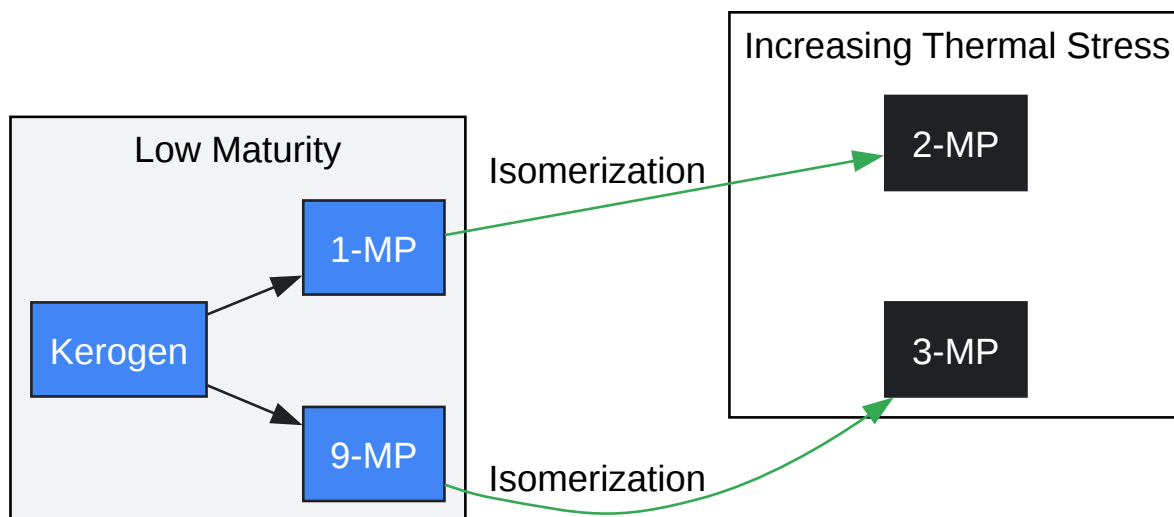 Increasing Thermal Stress
2-MP
Low Maturity
Isomerization
1-MP
Kerogen
3-MP
9-MP
Isomerization